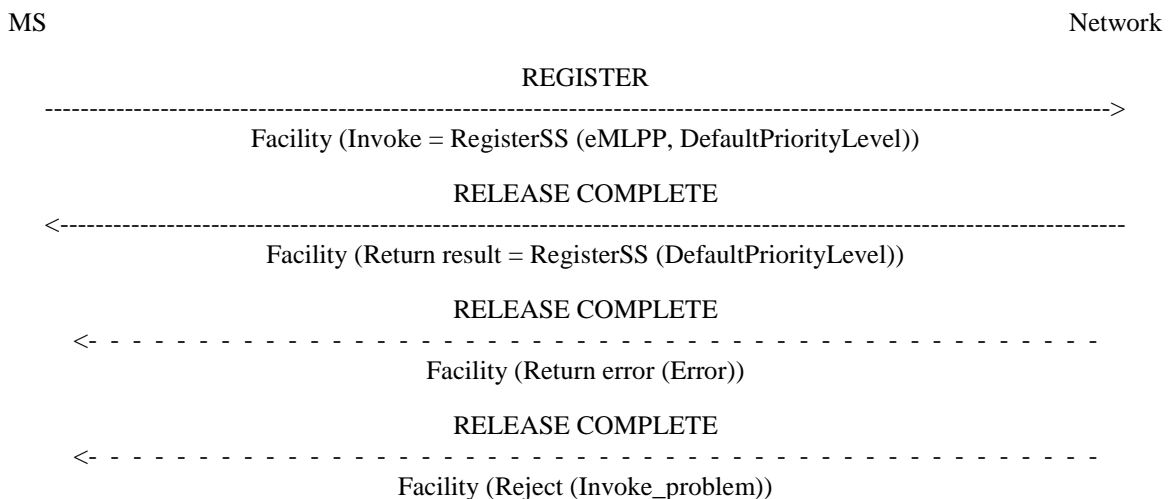 MS Network
REGISTER
------------------------------------------------------------------------------------------------------------------------>
Facility (Invoke = RegisterSS (eMLPP, DefaultPriorityLevel))
RELEASE COMPLETE
<------------------------------------------------------------------------------------------------------------------------
Facility (Return result = RegisterSS (DefaultPriorityLevel))
RELEASE COMPLETE
<- - - - - - - - - - - - - - - - - - - - - - - - - - - - - - - - - - - - - - - - - - - - - -
Facility (Return error (Error))
RELEASE COMPLETE
<- - - - - - - - - - - - - - - - - - - - - - - - - - - - - - - - - - - - - - - - - - - - - -
Facility (Reject (Invoke_problem))